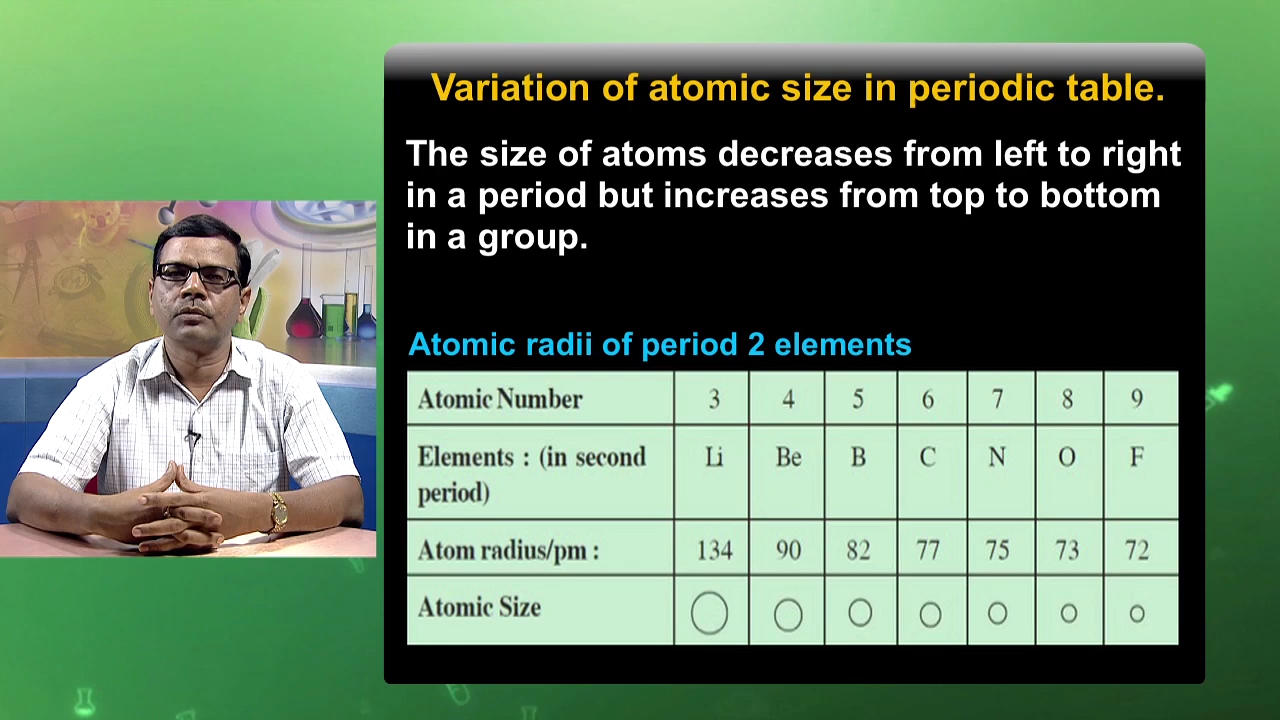 Variation of atomic size in periodic table.
The size of atoms decreases from left to right
in a period but increases from top to bottom
in a group.
Atomic radii of period 2 elements
Atomic Number 3 4 5 6 7 8 9
Elements : (in second Li Be B C N O F
period)
Atom radius/pm : 134 90 82 77 75 73 72
Atomic Size